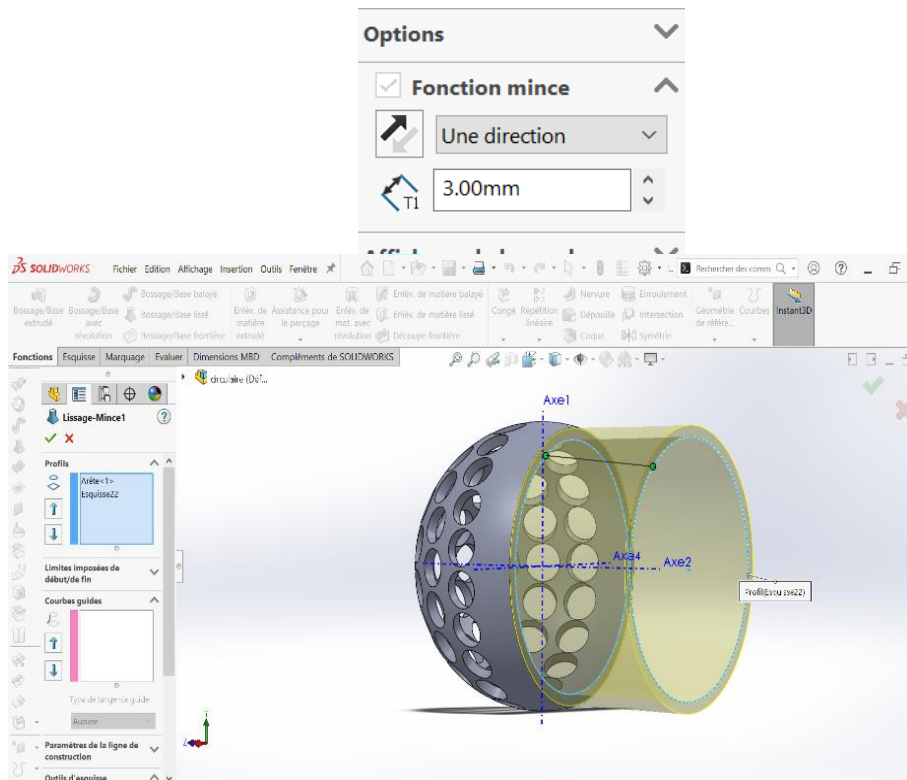 Options
Fonction mince
Une direction
T1
3.00mm
SOLIDWORKS Fichier Edition Affichage Insertion Outils Fenêtre
Rechercher des comm
Bossage/Base extrudé
Bossage/Base avec révolution
Bossage/Base balayé
Bossage/Base lissé
Bossage/Base frontière
Enlèv. de matière extrudé
Assistance pour le perçage
Enlèv. de mat. avec révolution
Enlèv. de matière balayé
Enlèv. de matière lissé
Découpe frontière
Congé
Répétition linéaire
Nervure
Dépouille
Coque
Enroulement
Intersection
Symétrie
Géométrie de référe...
Courbes
Instant3D
Fonctions Esquisse Marquage Evaluer Dimensions MBD Compléments de SOLIDWORKS
circulaire (Déf...
Lissage-Mince1
Profils
Arête<1>
Esquisse22
Limites imposées de
début/de fin
Courbes guides
Type de tangence guide
Aucune
Paramètres de la ligne de
construction
Outils d'esquisse
Axe1
Axe4
Axe2
Profil(Esquisse22)
Y
Z